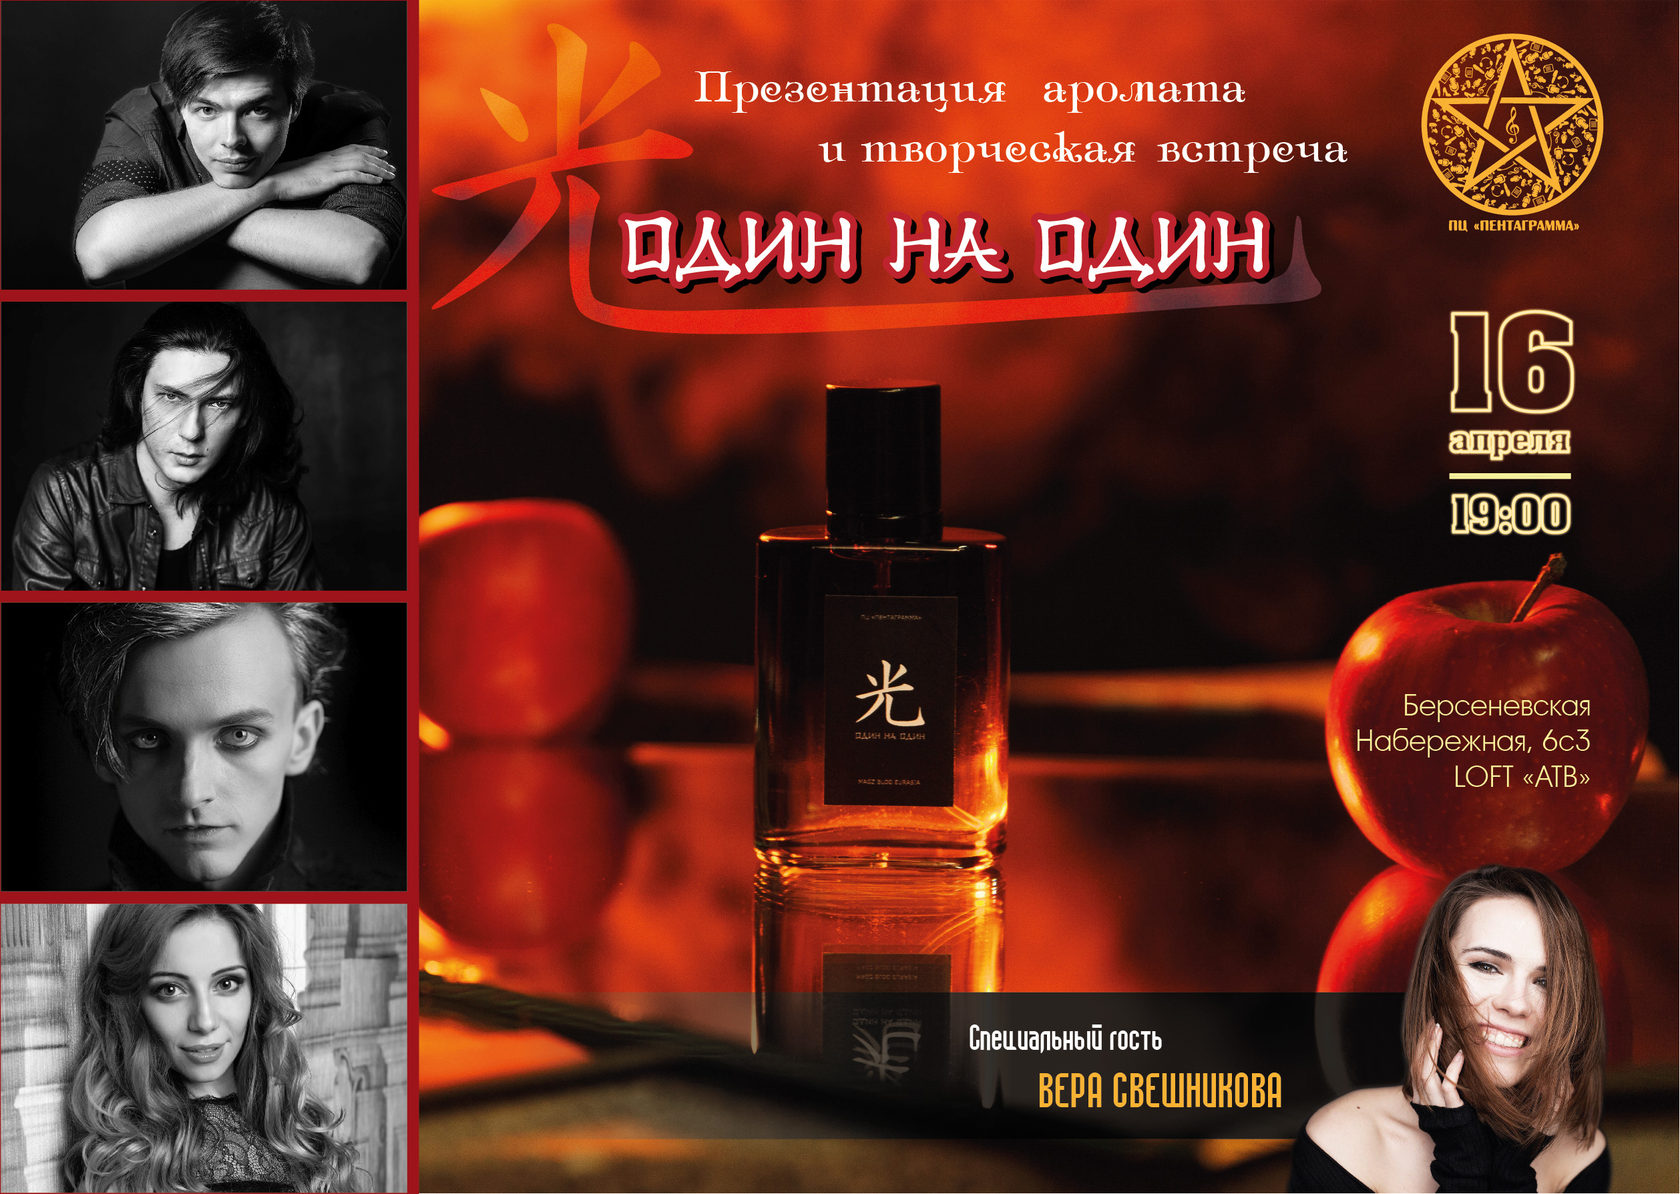 光
Презентация аромата
и творческая встреча
ОДИН НА ОДИН
ПЦ «ПЕНТАГРАММА»
16
апреля
19:00
ПЦ «ПЕНТАГРАММА»
光
ОДИН НА ОДИН
Берсеневская
Набережная, 6с3
LOFT «АТВ»
Специальный гость
ВЕРА СВЕШНИКОВА